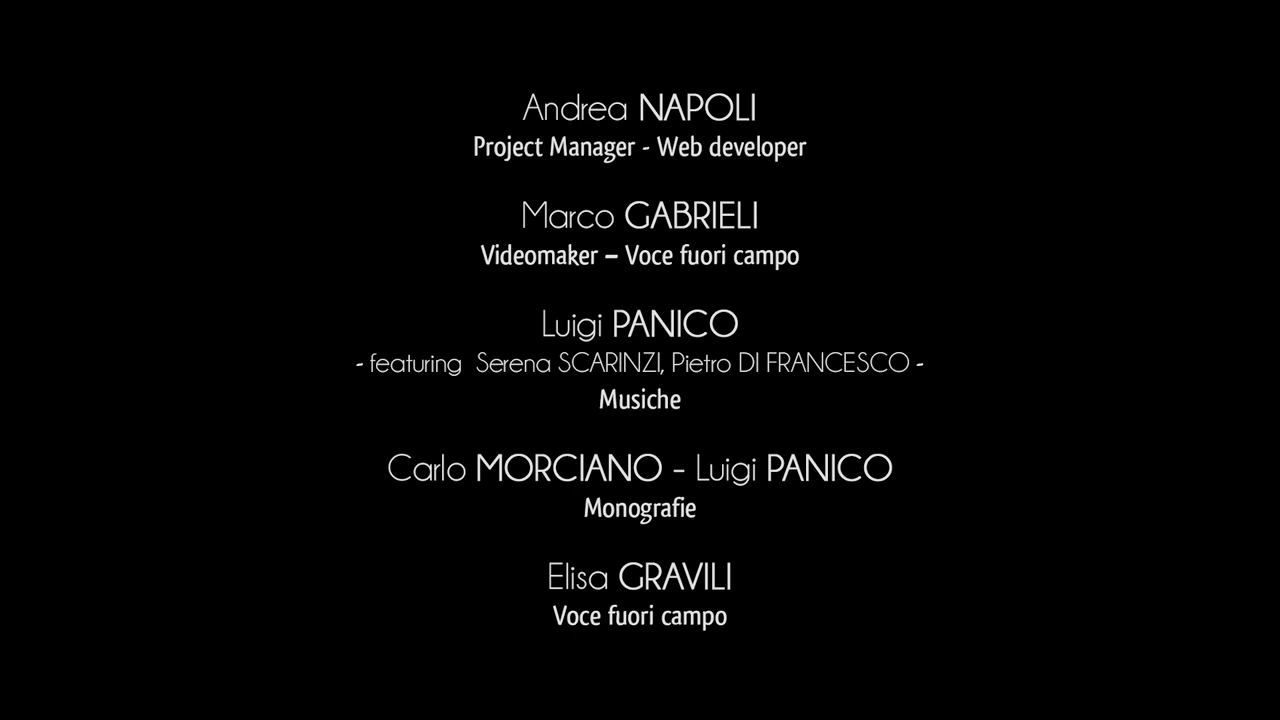 Andrea NAPOLI
Project Manager - Web developer
Marco GABRIELI
Videomaker – Voce fuori campo
Luigi PANICO
- featuring  Serena SCARINZI, Pietro DI FRANCESCO -
Musiche
Carlo MORCIANO - Luigi PANICO
Monografie
Elisa GRAVILI
Voce fuori campo